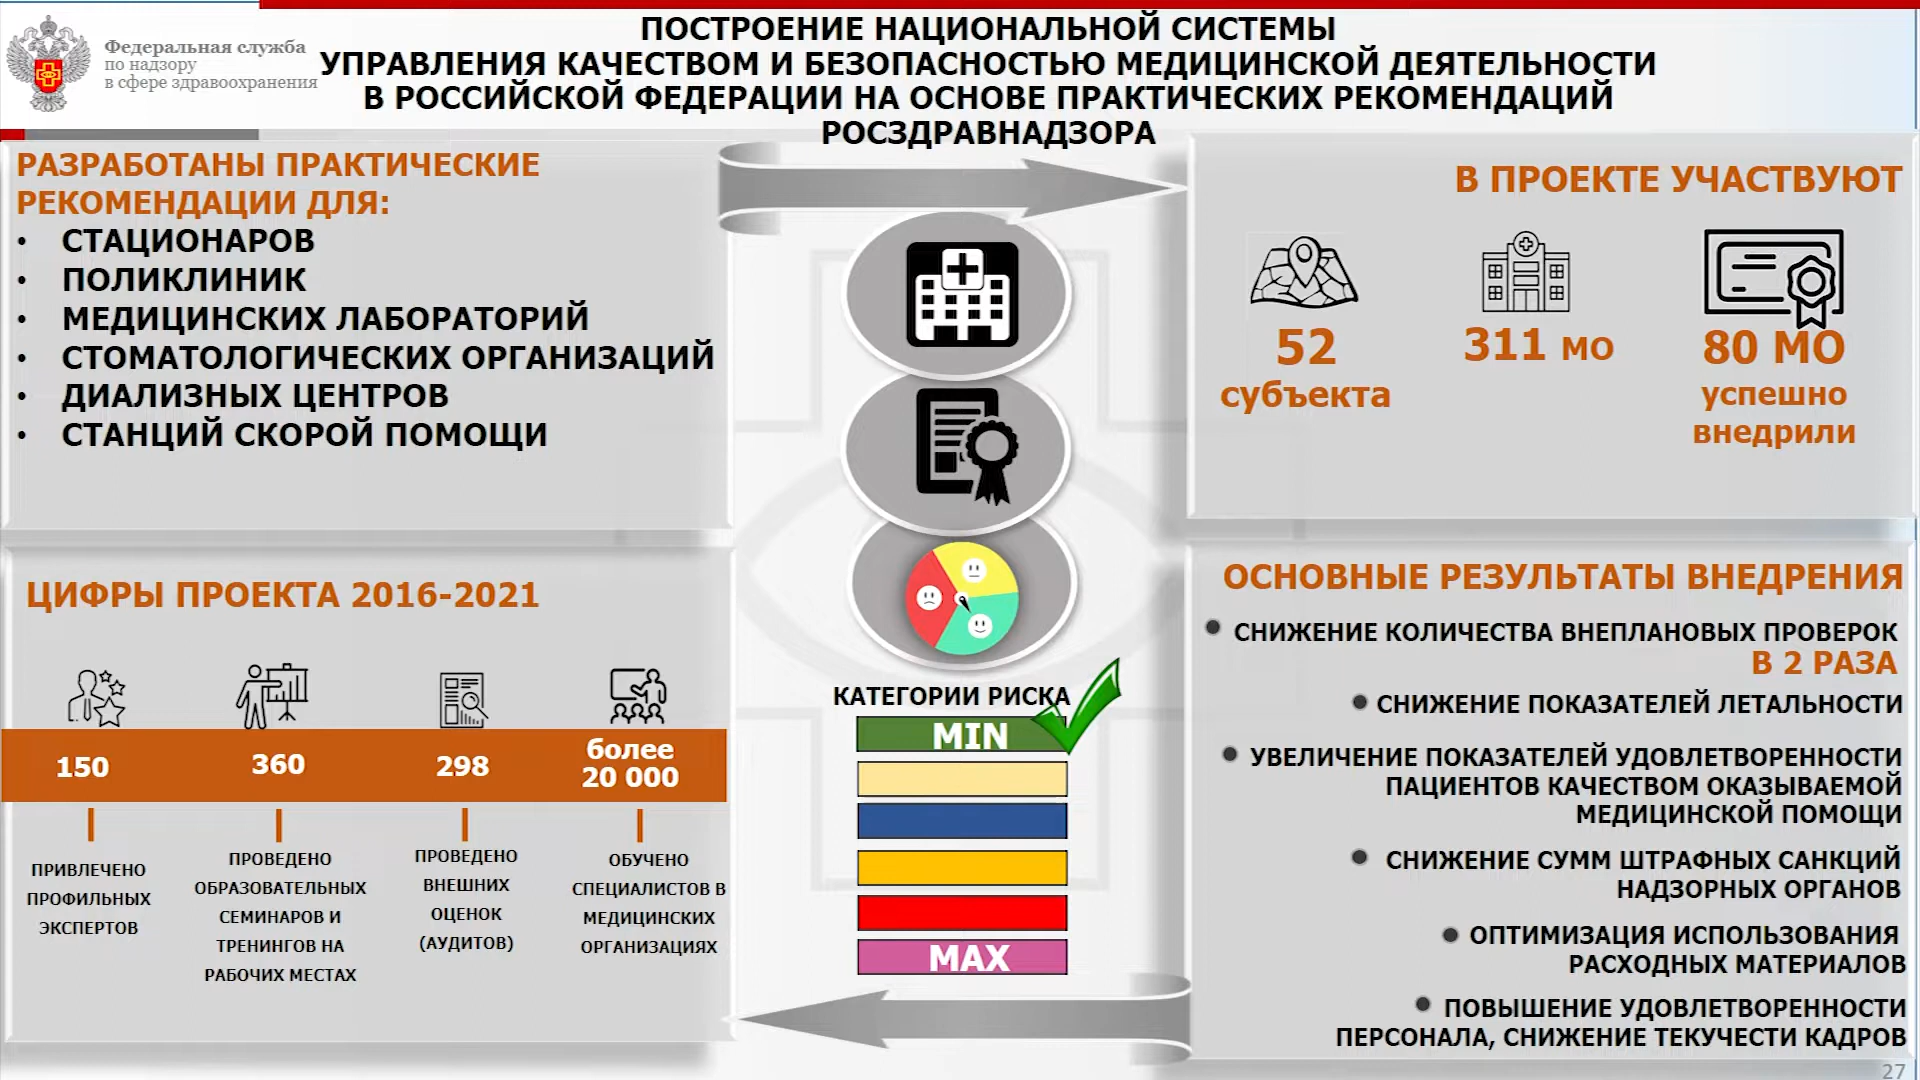 Федеральная служба
по надзору
в сфере здравоохранения
ПОСТРОЕНИЕ НАЦИОНАЛЬНОЙ СИСТЕМЫ
УПРАВЛЕНИЯ КАЧЕСТВОМ И БЕЗОПАСНОСТЬЮ МЕДИЦИНСКОЙ ДЕЯТЕЛЬНОСТИ
В РОССИЙСКОЙ ФЕДЕРАЦИИ НА ОСНОВЕ ПРАКТИЧЕСКИХ РЕКОМЕНДАЦИЙ
РОСЗДРАВНАДЗОРА
РАЗРАБОТАНЫ ПРАКТИЧЕСКИЕ
РЕКОМЕНДАЦИИ ДЛЯ:
• СТАЦИОНАРОВ
• ПОЛИКЛИНИК
• МЕДИЦИНСКИХ ЛАБОРАТОРИЙ
• СТОМАТОЛОГИЧЕСКИХ ОРГАНИЗАЦИЙ
• ДИАЛИЗНЫХ ЦЕНТРОВ
• СТАНЦИЙ СКОРОЙ ПОМОЩИ
В ПРОЕКТЕ УЧАСТВУЮТ
52
субъекта
311 МО
80 МО
успешно
внедрили
ЦИФРЫ ПРОЕКТА 2016-2021
150
ПРИВЛЕЧЕНО
ПРОФИЛЬНЫХ
ЭКСПЕРТОВ
360
ПРОВЕДЕНО
ОБРАЗОВАТЕЛЬНЫХ
СЕМИНАРОВ И
ТРЕНИНГОВ НА
РАБОЧИХ МЕСТАХ
298
ПРОВЕДЕНО
ВНЕШНИХ
ОЦЕНОК
(АУДИТОВ)
более
20 000
ОБУЧЕНО
СПЕЦИАЛИСТОВ В
МЕДИЦИНСКИХ
ОРГАНИЗАЦИЯХ
КАТЕГОРИИ РИСКА
MIN
MAX
ОСНОВНЫЕ РЕЗУЛЬТАТЫ ВНЕДРЕНИЯ
• СНИЖЕНИЕ КОЛИЧЕСТВА ВНЕПЛАНОВЫХ ПРОВЕРОК
В 2 РАЗА
• СНИЖЕНИЕ ПОКАЗАТЕЛЕЙ ЛЕТАЛЬНОСТИ
• УВЕЛИЧЕНИЕ ПОКАЗАТЕЛЕЙ УДОВЛЕТВОРЕННОСТИ
ПАЦИЕНТОВ КАЧЕСТВОМ ОКАЗЫВАЕМОЙ
МЕДИЦИНСКОЙ ПОМОЩИ
• СНИЖЕНИЕ СУММ ШТРАФНЫХ САНКЦИЙ
НАДЗОРНЫХ ОРГАНОВ
• ОПТИМИЗАЦИЯ ИСПОЛЬЗОВАНИЯ
РАСХОДНЫХ МАТЕРИАЛОВ
• ПОВЫШЕНИЕ УДОВЛЕТВОРЕННОСТИ
ПЕРСОНАЛА, СНИЖЕНИЕ ТЕКУЧЕСТИ КАДРОВ
27